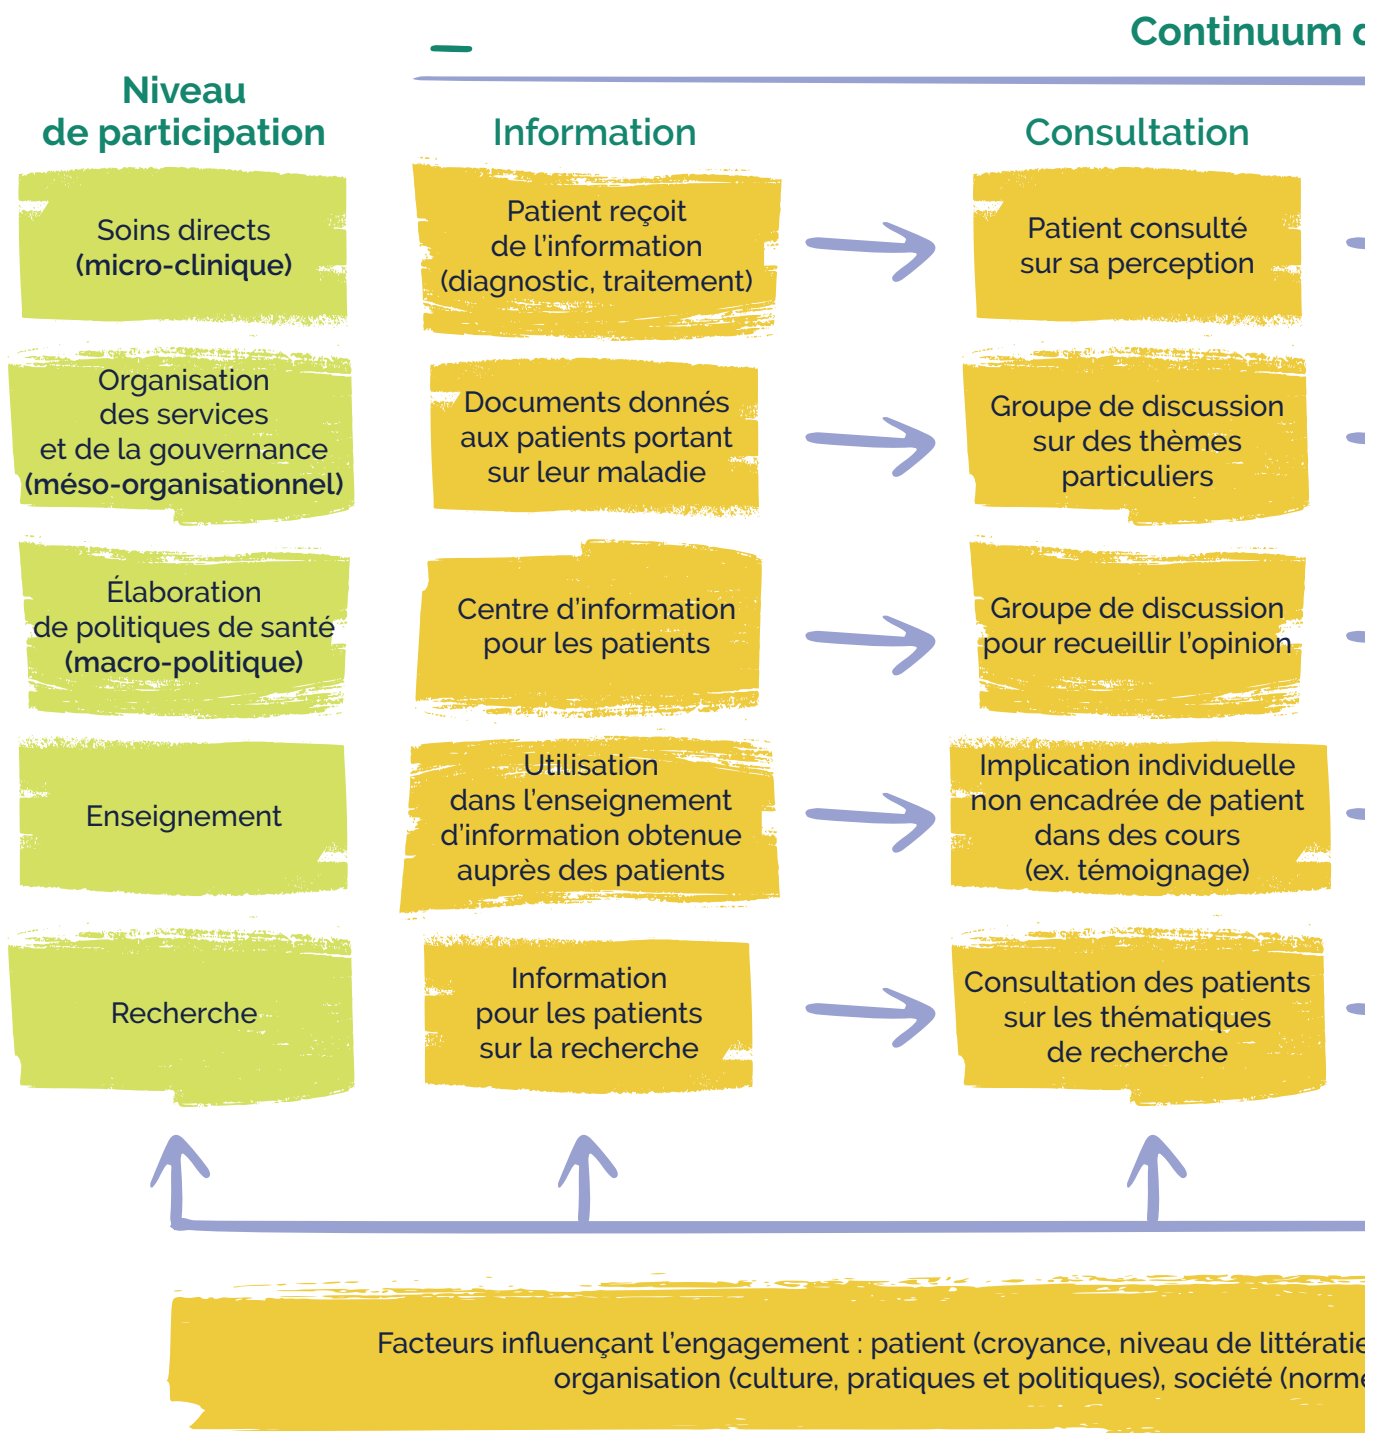 Continuum
Niveau
de participation
Information
Consultation
Soins directs
(micro-clinique)
Patient reçoit
de l'information
(diagnostic, traitement)
Patient consulté
sur sa perception
Organisation
des services
et de la gouvernance
(méso-organisationnel)
Documents donnés
aux patients portant
sur leur maladie
Groupe de discussion
sur des thèmes
particuliers
Élaboration
de politiques de santé
(macro-politique)
Centre d'information
pour les patients
Groupe de discussion
pour recueillir l'opinion
Enseignement
Utilisation
dans l'enseignement
d'information obtenue
auprès des patients
Implication individuelle
non encadrée de patient
dans des cours
(ex. témoignage)
Recherche
Information
pour les patients
sur la recherche
Consultation des patients
sur les thématiques
de recherche
Facteurs influençant l'engagement : patient (croyance, niveau de littératie
organisation (culture, pratiques et politiques), société (norme